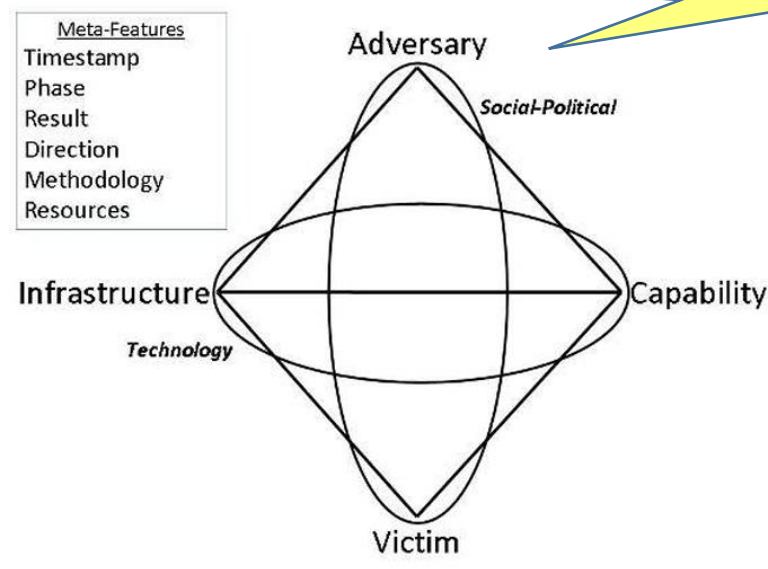 Meta-Features
Timestamp
Phase
Result
Direction
Methodology
Resources
Adversary
Social-Political
Infrastructure
Capability
Technology
Victim